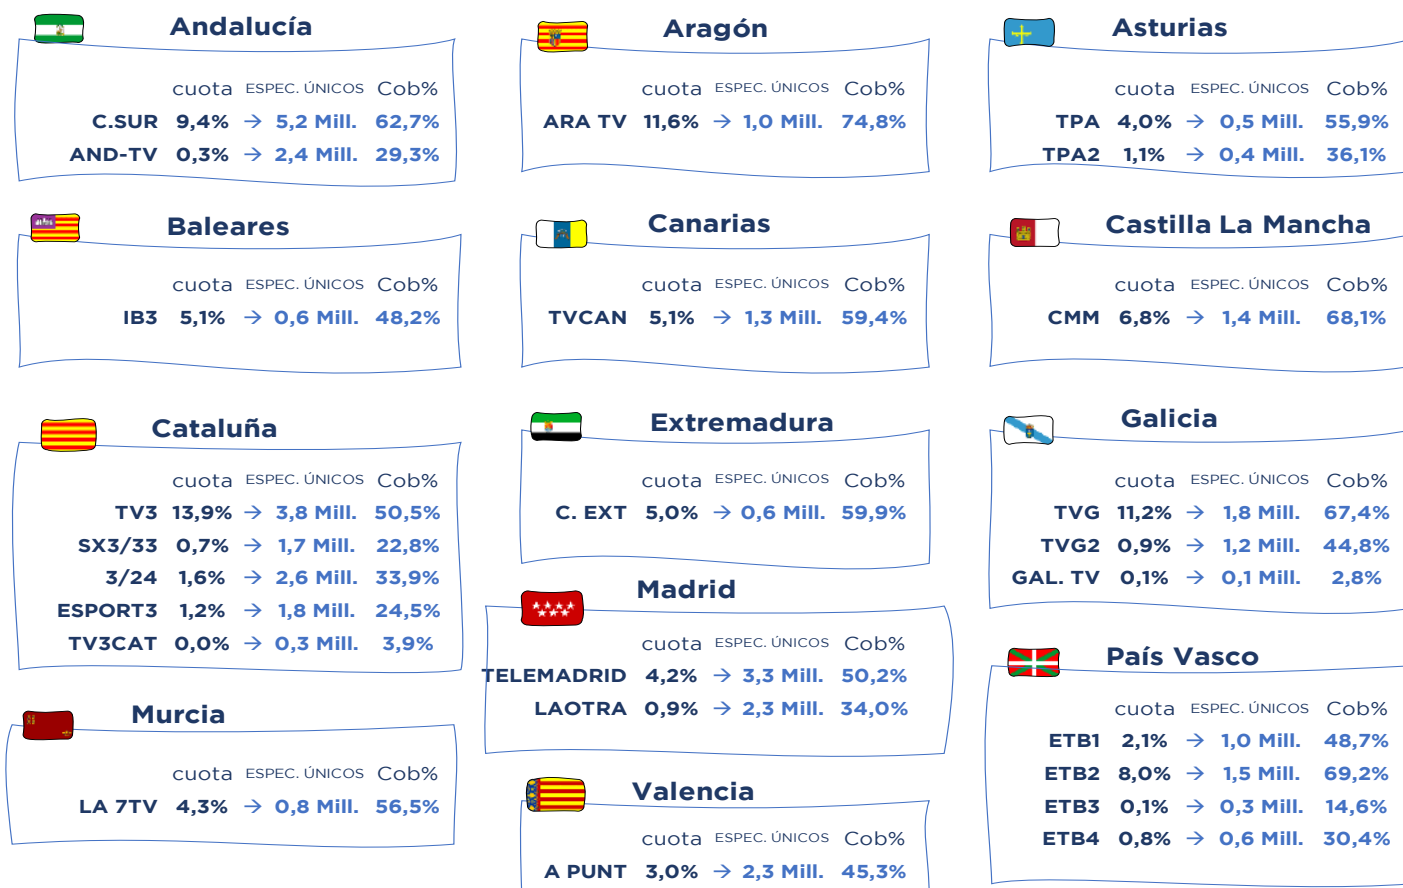 Andalucía
cuota ESPEC. ÚNICOS Cob%
C.SUR 9,4% → 5,2 Mill. 62,7%
AND-TV 0,3% → 2,4 Mill. 29,3%
Aragón
cuota ESPEC. ÚNICOS Cob%
ARA TV 11,6% → 1,0 Mill. 74,8%
Asturias
cuota ESPEC. ÚNICOS Cob%
TPA 4,0% → 0,5 Mill. 55,9%
TPA2 1,1% → 0,4 Mill. 36,1%
Baleares
cuota ESPEC. ÚNICOS Cob%
IB3 5,1% → 0,6 Mill. 48,2%
Canarias
cuota ESPEC. ÚNICOS Cob%
TVCAN 5,1% → 1,3 Mill. 59,4%
Castilla La Mancha
cuota ESPEC. ÚNICOS Cob%
CMM 6,8% → 1,4 Mill. 68,1%
Cataluña
cuota ESPEC. ÚNICOS Cob%
TV3 13,9% → 3,8 Mill. 50,5%
SX3/33 0,7% → 1,7 Mill. 22,8%
3/24 1,6% → 2,6 Mill. 33,9%
ESPORT3 1,2% → 1,8 Mill. 24,5%
TV3CAT 0,0% → 0,3 Mill. 3,9%
Extremadura
cuota ESPEC. ÚNICOS Cob%
C. EXT 5,0% → 0,6 Mill. 59,9%
Galicia
cuota ESPEC. ÚNICOS Cob%
TVG 11,2% → 1,8 Mill. 67,4%
TVG2 0,9% → 1,2 Mill. 44,8%
GAL. TV 0,1% → 0,1 Mill. 2,8%
Madrid
cuota ESPEC. ÚNICOS Cob%
TELEMADRID 4,2% → 3,3 Mill. 50,2%
LAOTRA 0,9% → 2,3 Mill. 34,0%
País Vasco
cuota ESPEC. ÚNICOS Cob%
ETB1 2,1% → 1,0 Mill. 48,7%
ETB2 8,0% → 1,5 Mill. 69,2%
ETB3 0,1% → 0,3 Mill. 14,6%
ETB4 0,8% → 0,6 Mill. 30,4%
Murcia
cuota ESPEC. ÚNICOS Cob%
LA 7TV 4,3% → 0,8 Mill. 56,5%
Valencia
cuota ESPEC. ÚNICOS Cob%
A PUNT 3,0% → 2,3 Mill. 45,3%